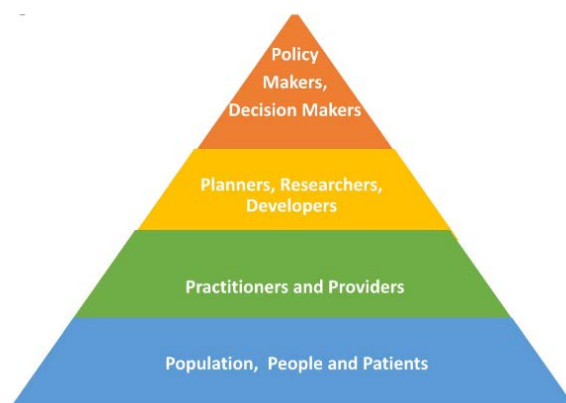 Policy
Makers,
Decision Makers
Planners, Researchers,
Developers
Practitioners and Providers
Population, People and Patients